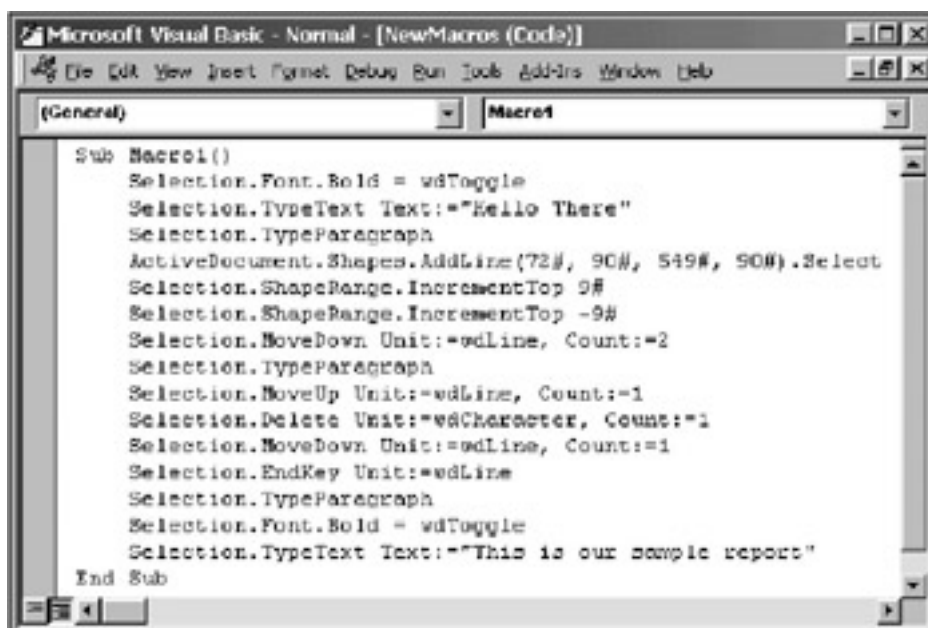 Microsoft Visual Basic - Normal - [NewMacros (Code)]
File Edit View Insert Format Debug Run Tools Add-Ins Window Help
(General) Macro1
Sub Macro1()
Selection.Font.Bold = wdToggle
Selection.TypeText Text:="Hello There"
Selection.TypeParagraph
ActiveDocument.Shapes.AddLine(72#, 90#, 549#, 90#).Select
Selection.ShapeRange.IncrementTop 9#
Selection.ShapeRange.IncrementTop -9#
Selection.MoveDown Unit:=wdLine, Count:=2
Selection.TypeParagraph
Selection.MoveUp Unit:=wdLine, Count:=1
Selection.Delete Unit:=wdCharacter, Count:=1
Selection.MoveDown Unit:=wdLine, Count:=1
Selection.EndKey Unit:=wdLine
Selection.TypeParagraph
Selection.Font.Bold = wdToggle
Selection.TypeText Text:="This is our sample report"
End Sub